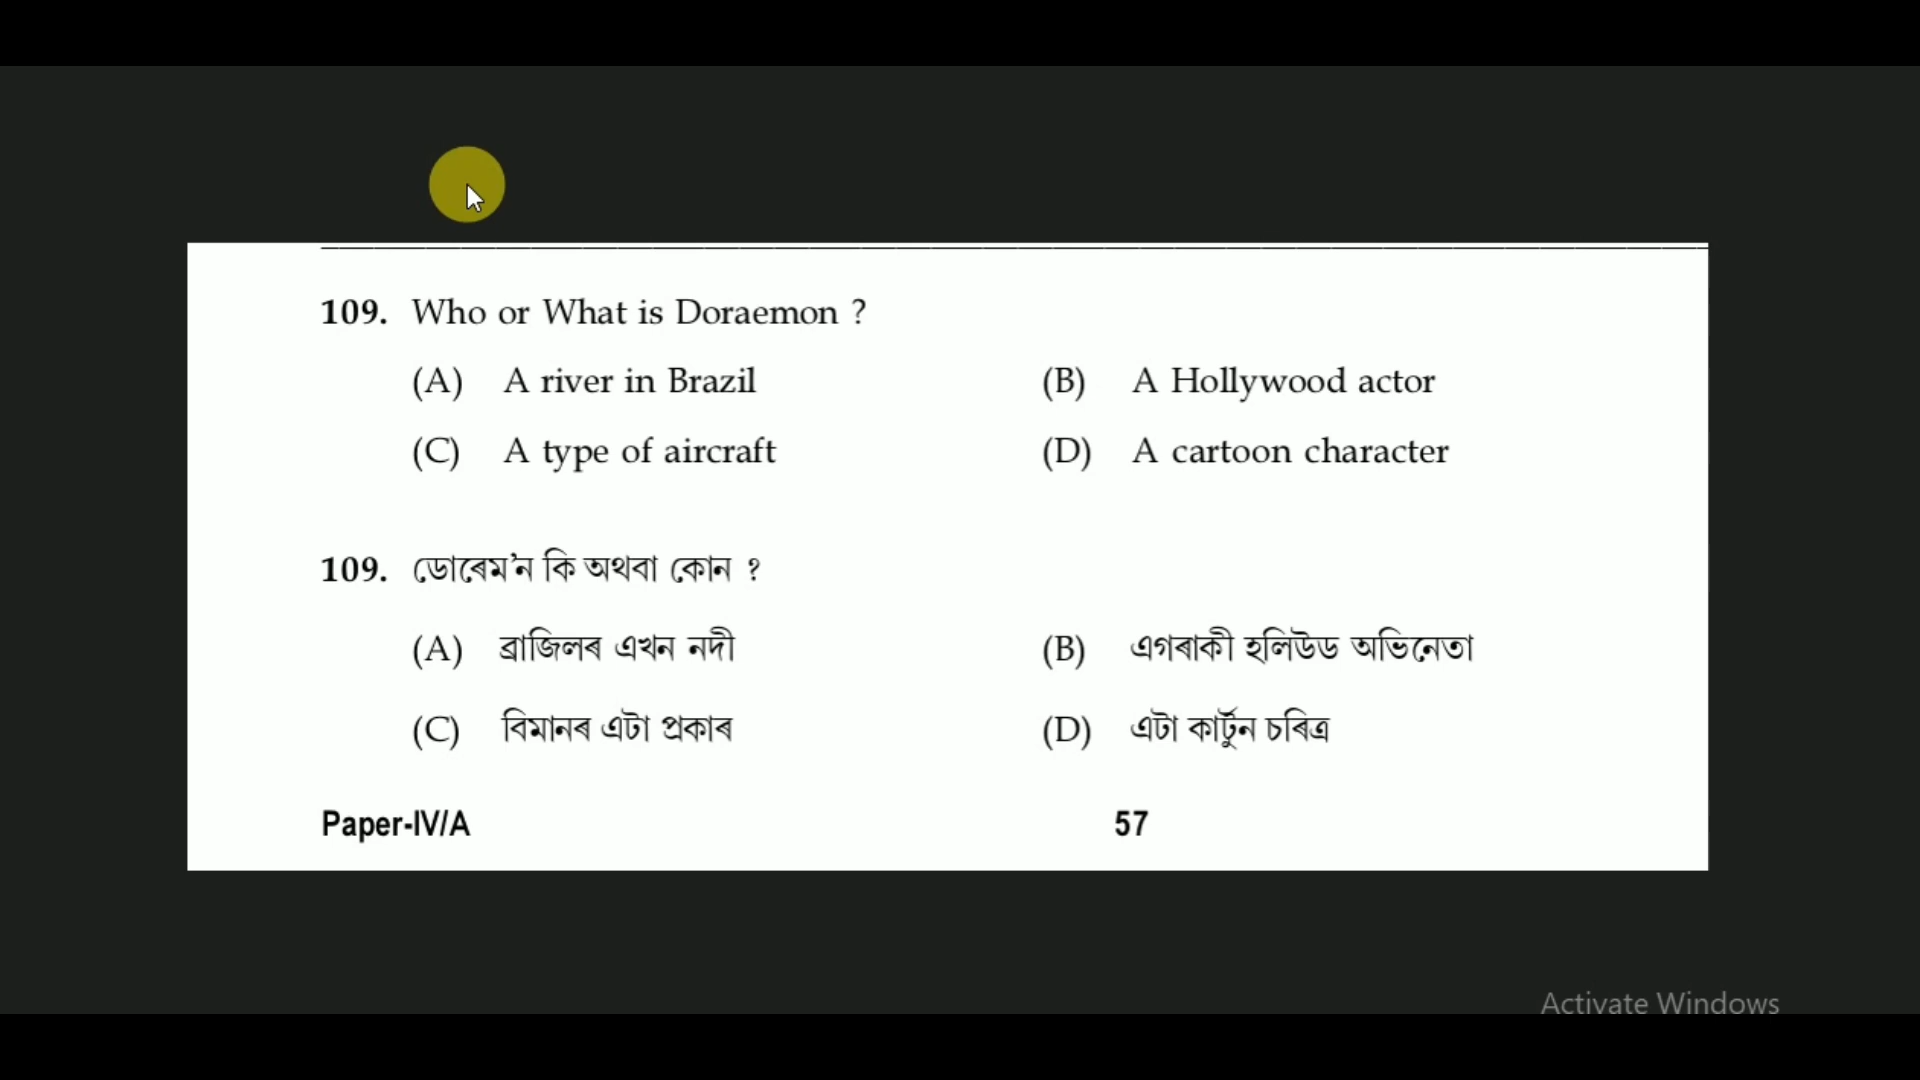 109. Who or What is Doraemon ?
(A) A river in Brazil (B) A Hollywood actor
(C) A type of aircraft (D) A cartoon character
109. ডোৰেম’ন কি অথবা কোন ?
(A) ব্ৰাজিলৰ এখন নদী (B) এগৰাকী হলিউড অভিনেতা
(C) বিমানৰ এটা প্ৰকাৰ (D) এটা কাৰ্টুন চৰিত্ৰ
Paper-IV/A 57
Activate Windows